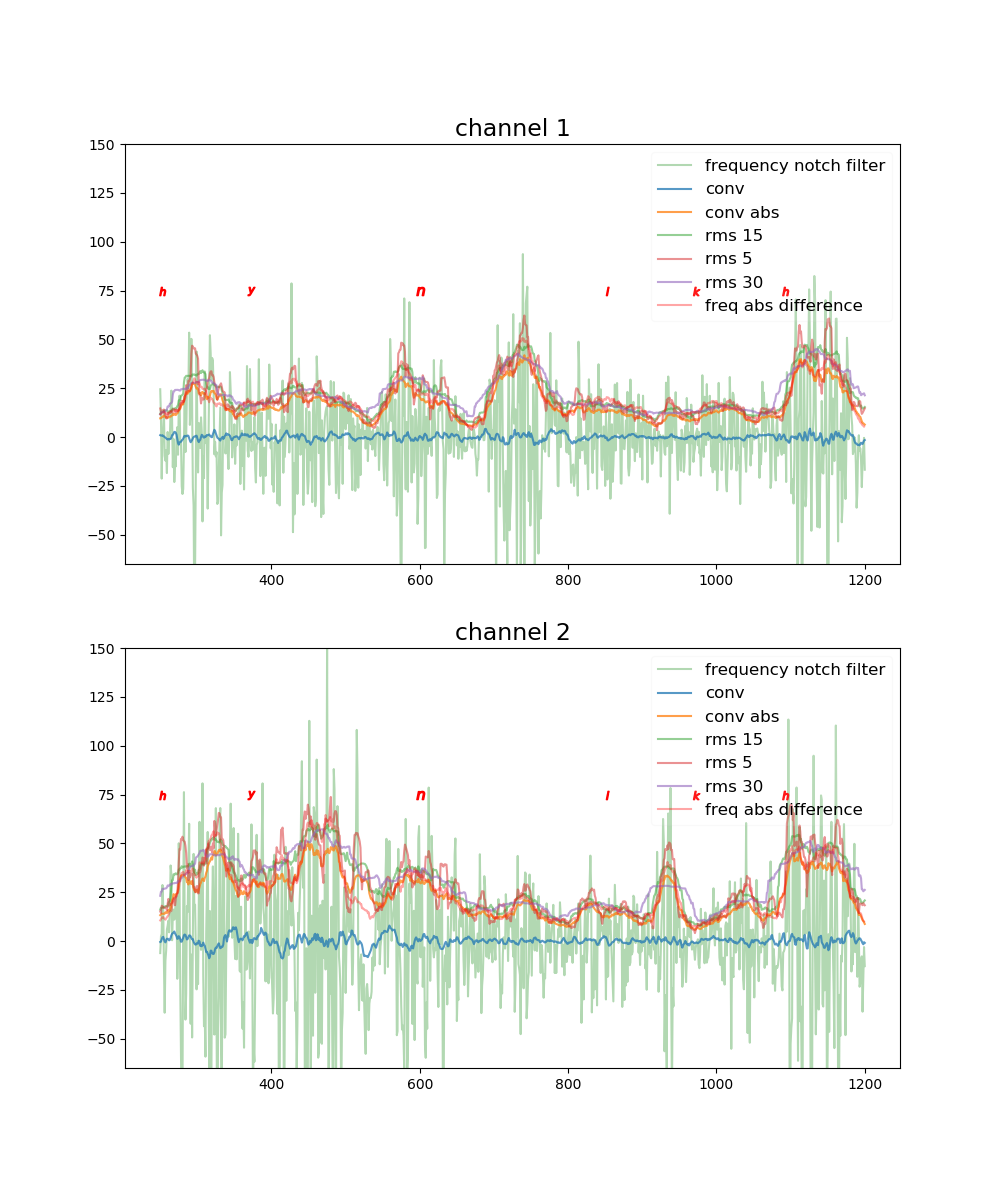 channel 1
150
125
100
75
50
25
0
−25
−50
frequency notch filter
conv
conv abs
rms 15
rms 5
rms 30
freq abs difference
h y n l k h
400 600 800 1000 1200
channel 2
150
125
100
75
50
25
0
−25
−50
frequency notch filter
conv
conv abs
rms 15
rms 5
rms 30
freq abs difference
h y n l k h
400 600 800 1000 1200